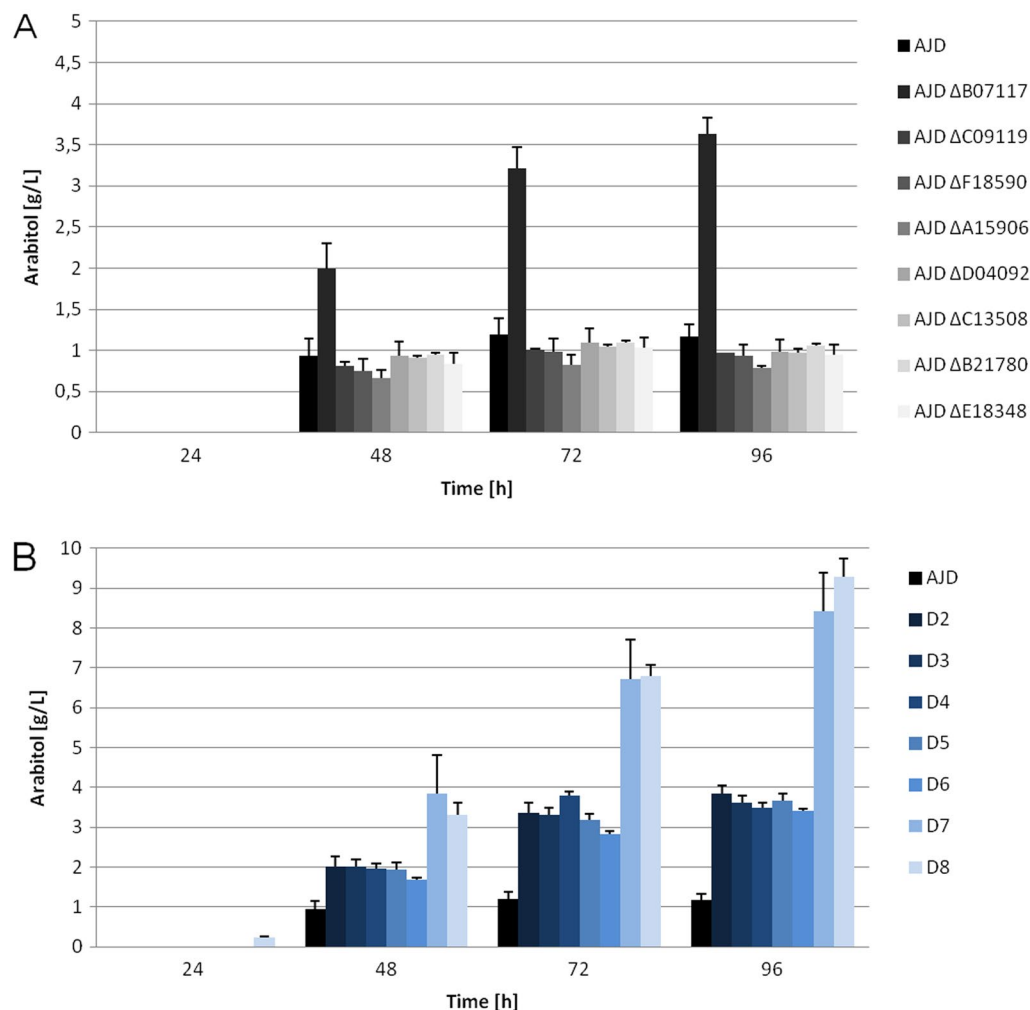 A
5
4,5
4
3,5
3
2,5
2
1,5
1
0,5
0
Arabitol [g/L]
24 48 72 96
Time [h]
AJD
AJD ΔB07117
AJD ΔC09119
AJD ΔF18590
AJD ΔA15906
AJD ΔD04092
AJD ΔC13508
AJD ΔB21780
AJD ΔE18348
B
10
9
8
7
6
5
4
3
2
1
0
Arabitol [g/L]
24 48 72 96
Time [h]
AJD
D2
D3
D4
D5
D6
D7
D8